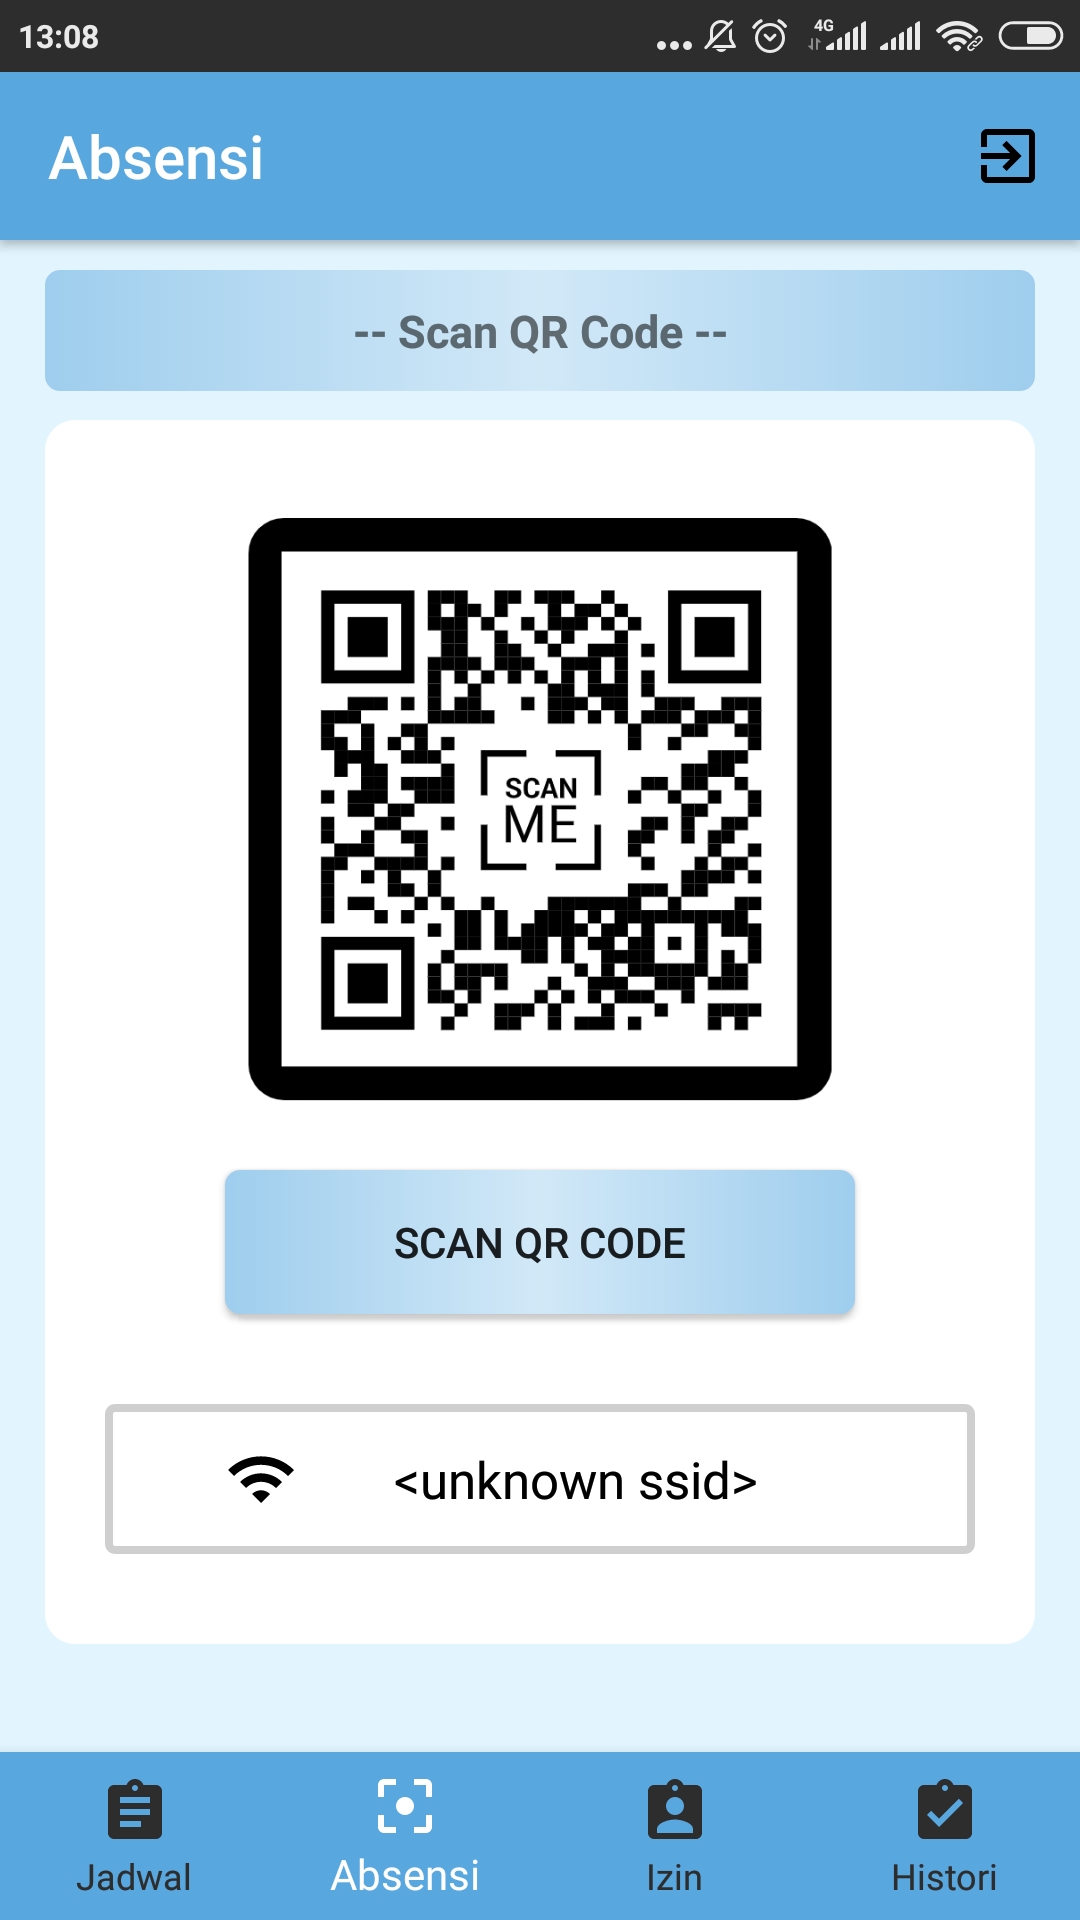 13:08
4G
Absensi
-- Scan QR Code --
SCAN
ME
SCAN QR CODE
<unknown ssid>
Jadwal
Absensi
Izin
Histori